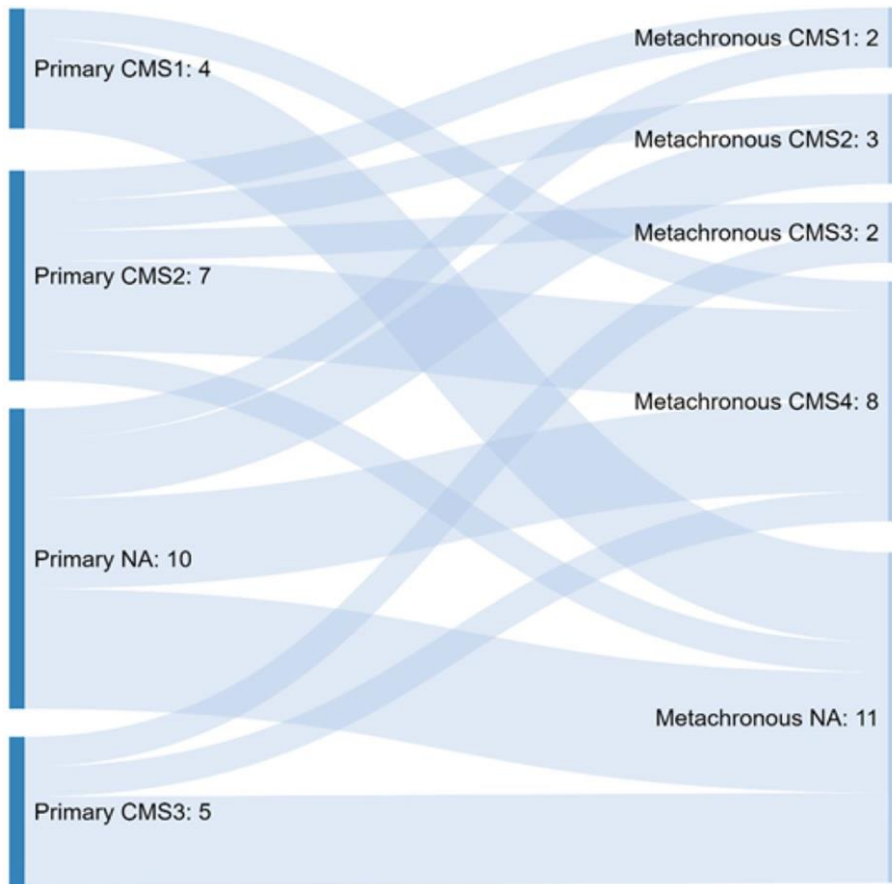 Primary CMS1: 4
Primary CMS2: 7
Primary NA: 10
Primary CMS3: 5
Metachronous CMS1: 2
Metachronous CMS2: 3
Metachronous CMS3: 2
Metachronous CMS4: 8
Metachronous NA: 11